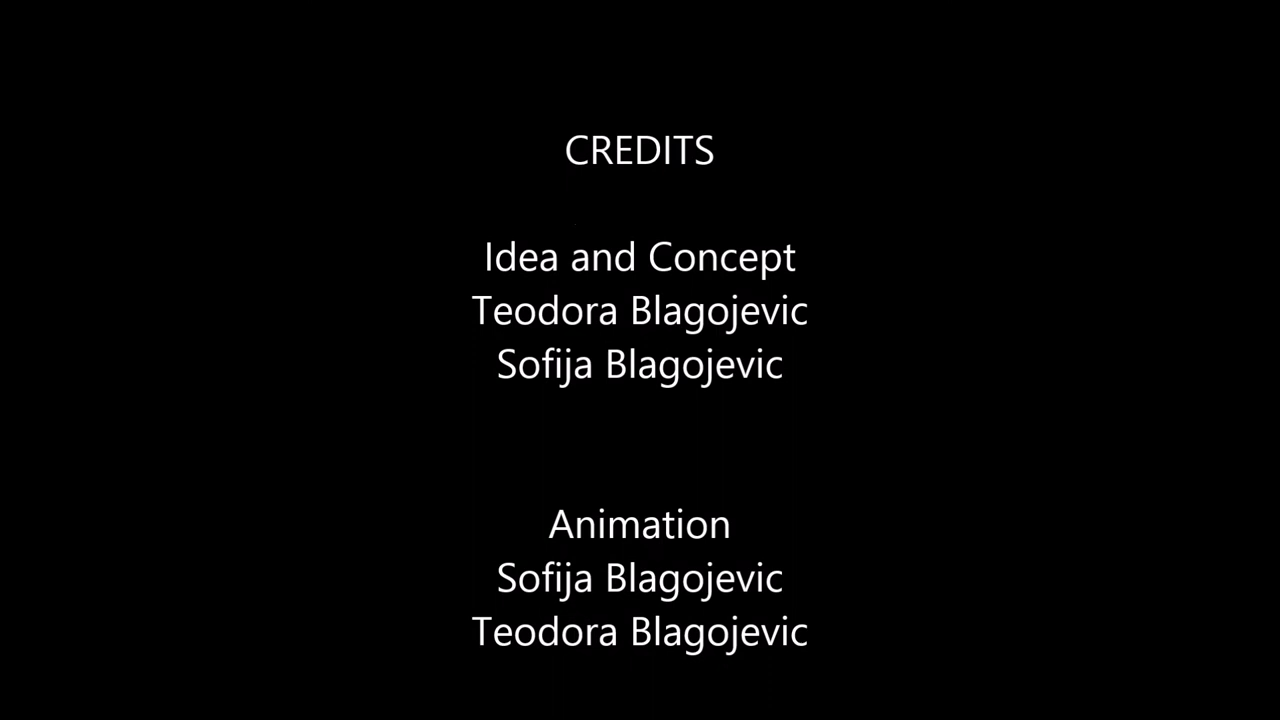 CREDITS
Idea and Concept
Teodora Blagojevic
Sofija Blagojevic
Animation
Sofija Blagojevic
Teodora Blagojevic